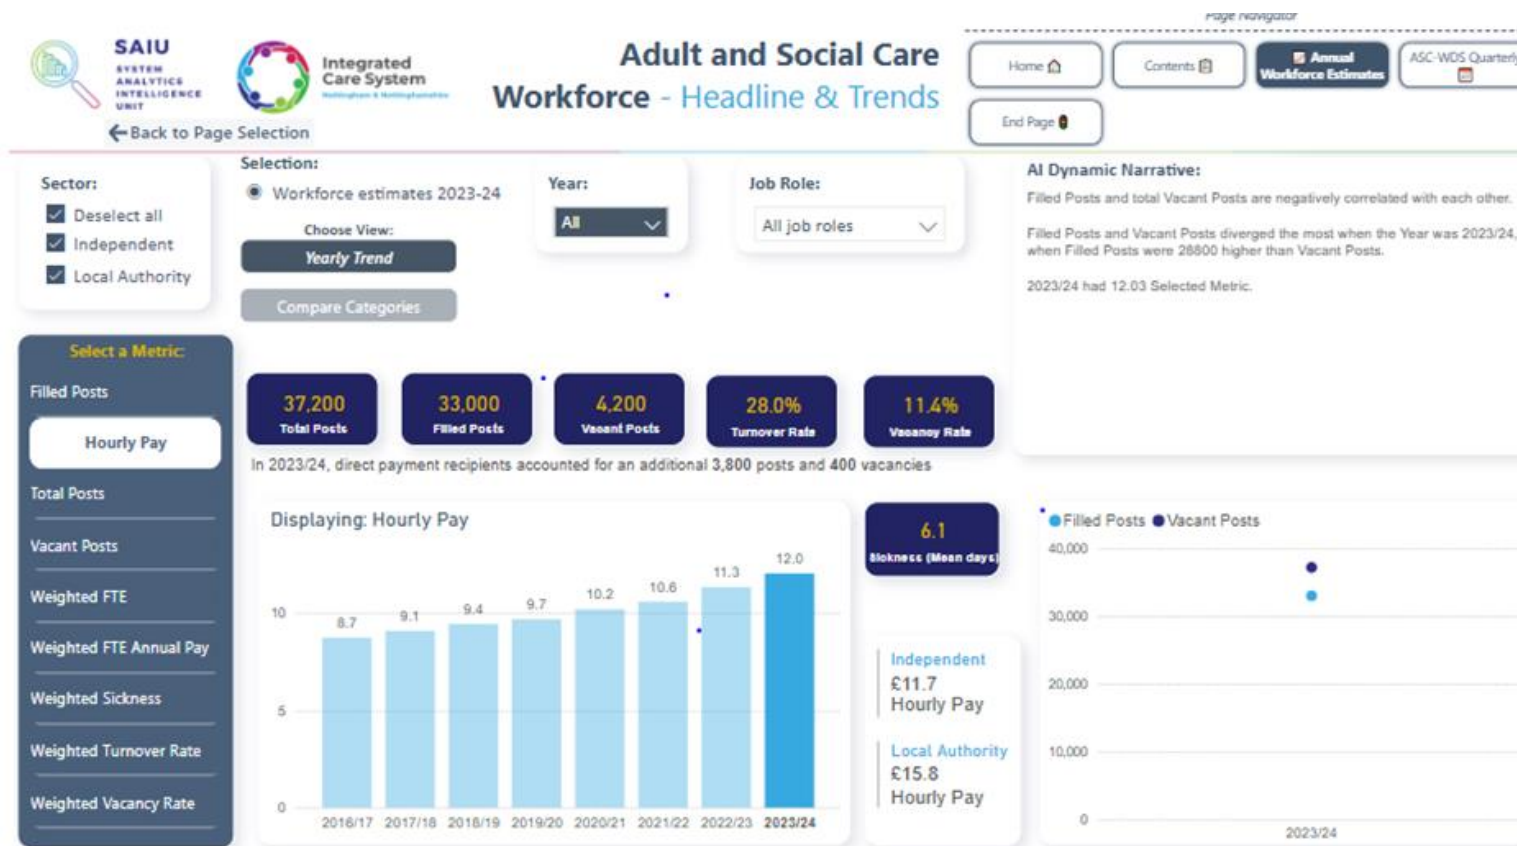 Page Navigator
SAIU
SYSTEM
ANALYTICS
INTELLIGENCE
UNIT
Integrated
Care System
Nottingham & Nottinghamshire
Adult and Social Care
Workforce - Headline & Trends
Home
Contents
Annual
Workforce Estimates
ASC-WDS Quarterly
End Page
Back to Page Selection
Sector:
Deselect all
Independent
Local Authority
Selection:
Workforce estimates 2023-24
Choose View:
Yearly Trend
Compare Categories
Year:
All
Job Role:
All job roles
AI Dynamic Narrative:
Filled Posts and total Vacant Posts are negatively correlated with each other.
Filled Posts and Vacant Posts diverged the most when the Year was 2023/24,
when Filled Posts were 28800 higher than Vacant Posts.
2023/24 had 12.03 Selected Metric.
Select a Metric:
Filled Posts
Hourly Pay
Total Posts
Vacant Posts
Weighted FTE
Weighted FTE Annual Pay
Weighted Sickness
Weighted Turnover Rate
Weighted Vacancy Rate
37,200
Total Posts
33,000
Filled Posts
4,200
Vacant Posts
28.0%
Turnover Rate
11.4%
Vacancy Rate
In 2023/24, direct payment recipients accounted for an additional 3,800 posts and 400 vacancies
Displaying: Hourly Pay
10
5
0
8.7
9.1
9.4
9.7
10.2
10.6
11.3
12.0
2016/17 2017/18 2018/19 2019/20 2020/21 2021/22 2022/23 2023/24
6.1
Sickness (Mean days)
Independent
£11.7
Hourly Pay
Local Authority
£15.8
Hourly Pay
Filled Posts Vacant Posts
40,000
30,000
20,000
10,000
0
2023/24